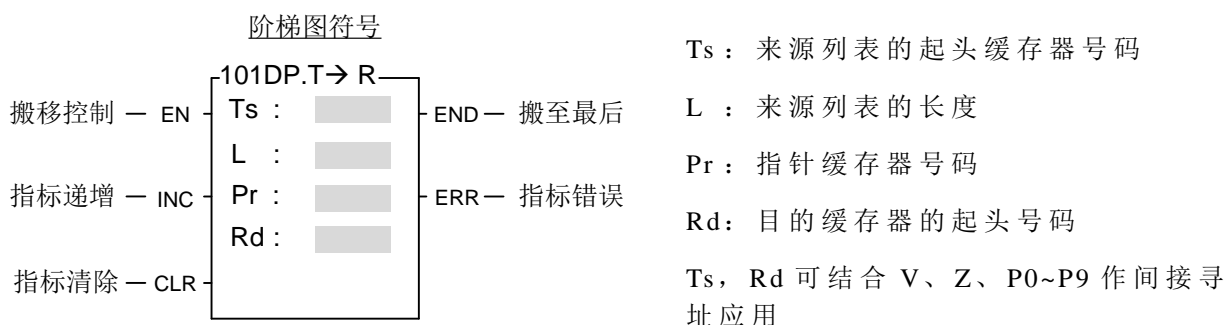 阶梯图符号
101DP.T→ R
搬移控制 — EN
Ts :
END — 搬至最后
L :
指标递增 — INC
Pr :
ERR — 指标错误
Rd :
指标清除 — CLR
Ts： 来源列表的起头缓存器号码
L ： 来源列表的长度
Pr： 指针缓存器号码
Rd： 目的缓存器的起头号码
Ts， Rd 可结合 V、Z、P0~P9 作间接寻
址应用